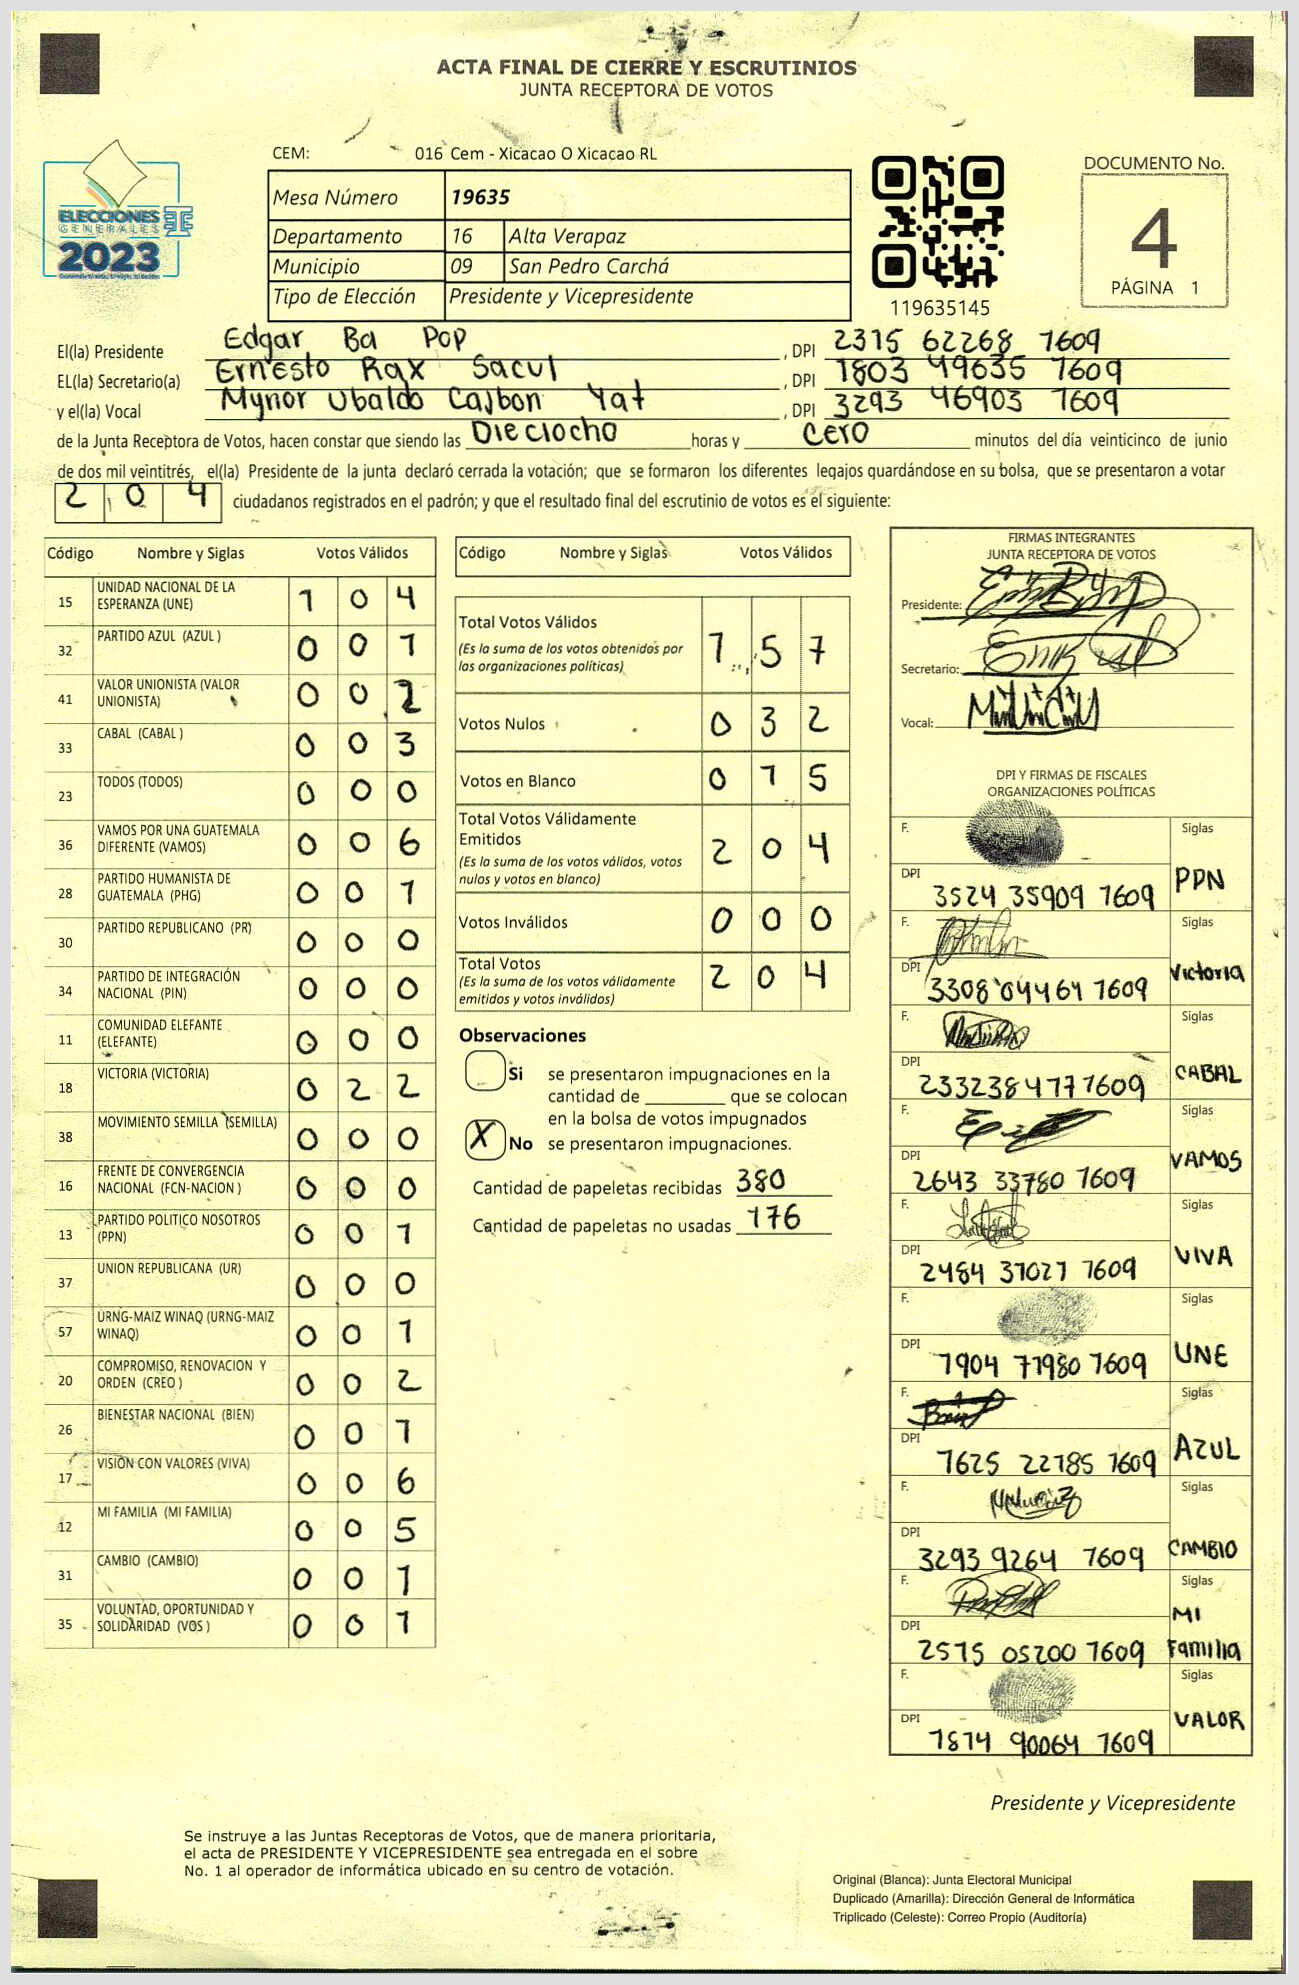 ACTA FINAL DE CIERRE Y ESCRUTINIOS
JUNTA RECEPTORA DE VOTOS
CEM: 016 Cem - Xicacao O Xicacao RL
Mesa Número 19635
Departamento 16 Alta Verapaz
Municipio 09 San Pedro Carchá
Tipo de Elección Presidente y Vicepresidente
ELECCIONES
GENERALES
2023
119635145
DOCUMENTO No.
4
PÁGINA 1
El(la) Presidente Edgar Ba Pop , DPI 2315 62268 1609
EL(la) Secretario(a) Ernesto Rax Sacul , DPI 1803 49635 1609
y el(la) Vocal Mynor Ubaldo Caⱼbon Yat , DPI 3293 46903 1609
de la Junta Receptora de Votos, hacen constar que siendo las Dieciocho horas y cero minutos del día veinticinco de junio
de dos mil veintitrés, el(la) Presidente de la junta declaró cerrada la votación; que se formaron los diferentes legajos guardándose en su bolsa, que se presentaron a votar
204 ciudadanos registrados en el padrón; y que el resultado final del escrutinio de votos es el siguiente:
Código Nombre y Siglas Votos Válidos
15 UNIDAD NACIONAL DE LA ESPERANZA (UNE) 1 0 4
32 PARTIDO AZUL (AZUL ) 0 0 1
41 VALOR UNIONISTA (VALOR UNIONISTA) 0 0 2
33 CABAL (CABAL ) 0 0 3
23 TODOS (TODOS) 0 0 0
36 VAMOS POR UNA GUATEMALA DIFERENTE (VAMOS) 0 0 6
28 PARTIDO HUMANISTA DE GUATEMALA (PHG) 0 0 1
30 PARTIDO REPUBLICANO (PR) 0 0 0
34 PARTIDO DE INTEGRACIÓN NACIONAL (PIN) 0 0 0
11 COMUNIDAD ELEFANTE (ELEFANTE) 0 0 0
18 VICTORIA (VICTORIA) 0 2 2
38 MOVIMIENTO SEMILLA (SEMILLA) 0 0 0
16 FRENTE DE CONVERGENCIA NACIONAL (FCN-NACION ) 0 0 0
13 PARTIDO POLITICO NOSOTROS (PPN) 0 0 1
37 UNION REPUBLICANA (UR) 0 0 0
57 URNG-MAIZ WINAQ (URNG-MAIZ WINAQ) 0 0 1
20 COMPROMISO, RENOVACION Y ORDEN (CREO ) 0 0 2
26 BIENESTAR NACIONAL (BIEN) 0 0 1
17 VISION CON VALORES (VIVA) 0 0 6
12 MI FAMILIA (MI FAMILIA) 0 0 5
31 CAMBIO (CAMBIO) 0 0 1
35 VOLUNTAD, OPORTUNIDAD Y SOLIDARIDAD (VOS ) 0 0 1
Código Nombre y Siglas Votos Válidos
Total Votos Válidos 1 5 7
(Es la suma de los votos obtenidos por
las organizaciones políticas)
Votos Nulos 0 3 2
Votos en Blanco 0 1 5
Total Votos Válidamente
Emitidos 2 0 4
(Es la suma de los votos válidos, votos
nulos y votos en blanco)
Votos Inválidos 0 0 0
Total Votos 2 0 4
(Es la suma de los votos válidamente
emitidos y votos inválidos)
Observaciones
Si se presentaron impugnaciones en la
cantidad de ________ que se colocan
en la bolsa de votos impugnados
X No se presentaron impugnaciones.
Cantidad de papeletas recibidas 380
Cantidad de papeletas no usadas 176
FIRMAS INTEGRANTES
JUNTA RECEPTORA DE VOTOS
Presidente:
Secretario:
Vocal:
DPI Y FIRMAS DE FISCALES
ORGANIZACIONES POLÍTICAS
F. Siglas
DPI 3524 35909 1609 PPN
F. Siglas
DPI 3308 04464 1609 Victoria
F. Siglas
DPI 2332384771609 CABAL
F. Siglas
DPI 2643 33780 1609 VAMOS
F. Siglas
DPI 2484 31021 1609 VIVA
F. Siglas
DPI 1904 71980 1609 UNE
F. Siglas
DPI 1625 22185 1609 AZUL
F. Siglas
DPI 3293 9264 1609 CAMBIO
F. Siglas
DPI 2515 05200 1609 MI Familia
F. Siglas
DPI 1814 90064 1609 VALOR
Presidente y Vicepresidente
Se instruye a las Juntas Receptoras de Votos, que de manera prioritaria,
el acta de PRESIDENTE Y VICEPRESIDENTE sea entregada en el sobre
No. 1 al operador de informática ubicado en su centro de votación.
Original (Blanca): Junta Electoral Municipal
Duplicado (Amarilla): Dirección General de Informática
Triplicado (Celeste): Correo Propio (Auditoría)